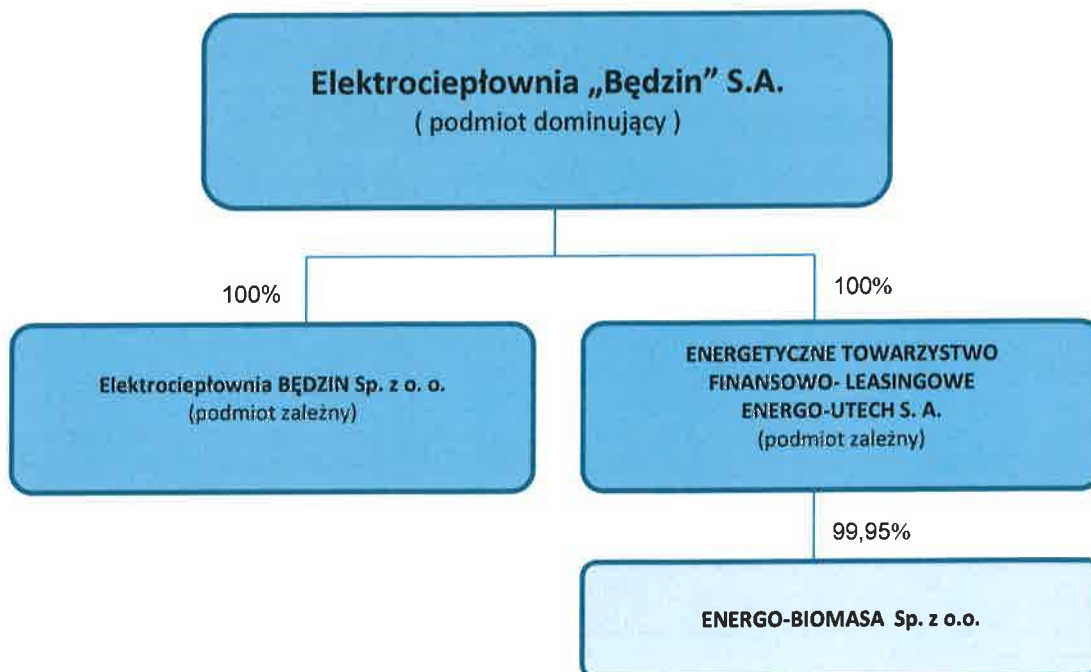 Elektrociepłownia „Będzin” S.A.
( podmiot dominujący )
100%
100%
Elektrociepłownia BĘDZIN Sp. z o. o.
(podmiot zależny)
ENERGETYCZNE TOWARZYSTWO
FINANSOWO- LEASINGOWE
ENERGO-UTECH S. A.
(podmiot zależny)
99,95%
ENERGO-BIOMASA Sp. z o.o.